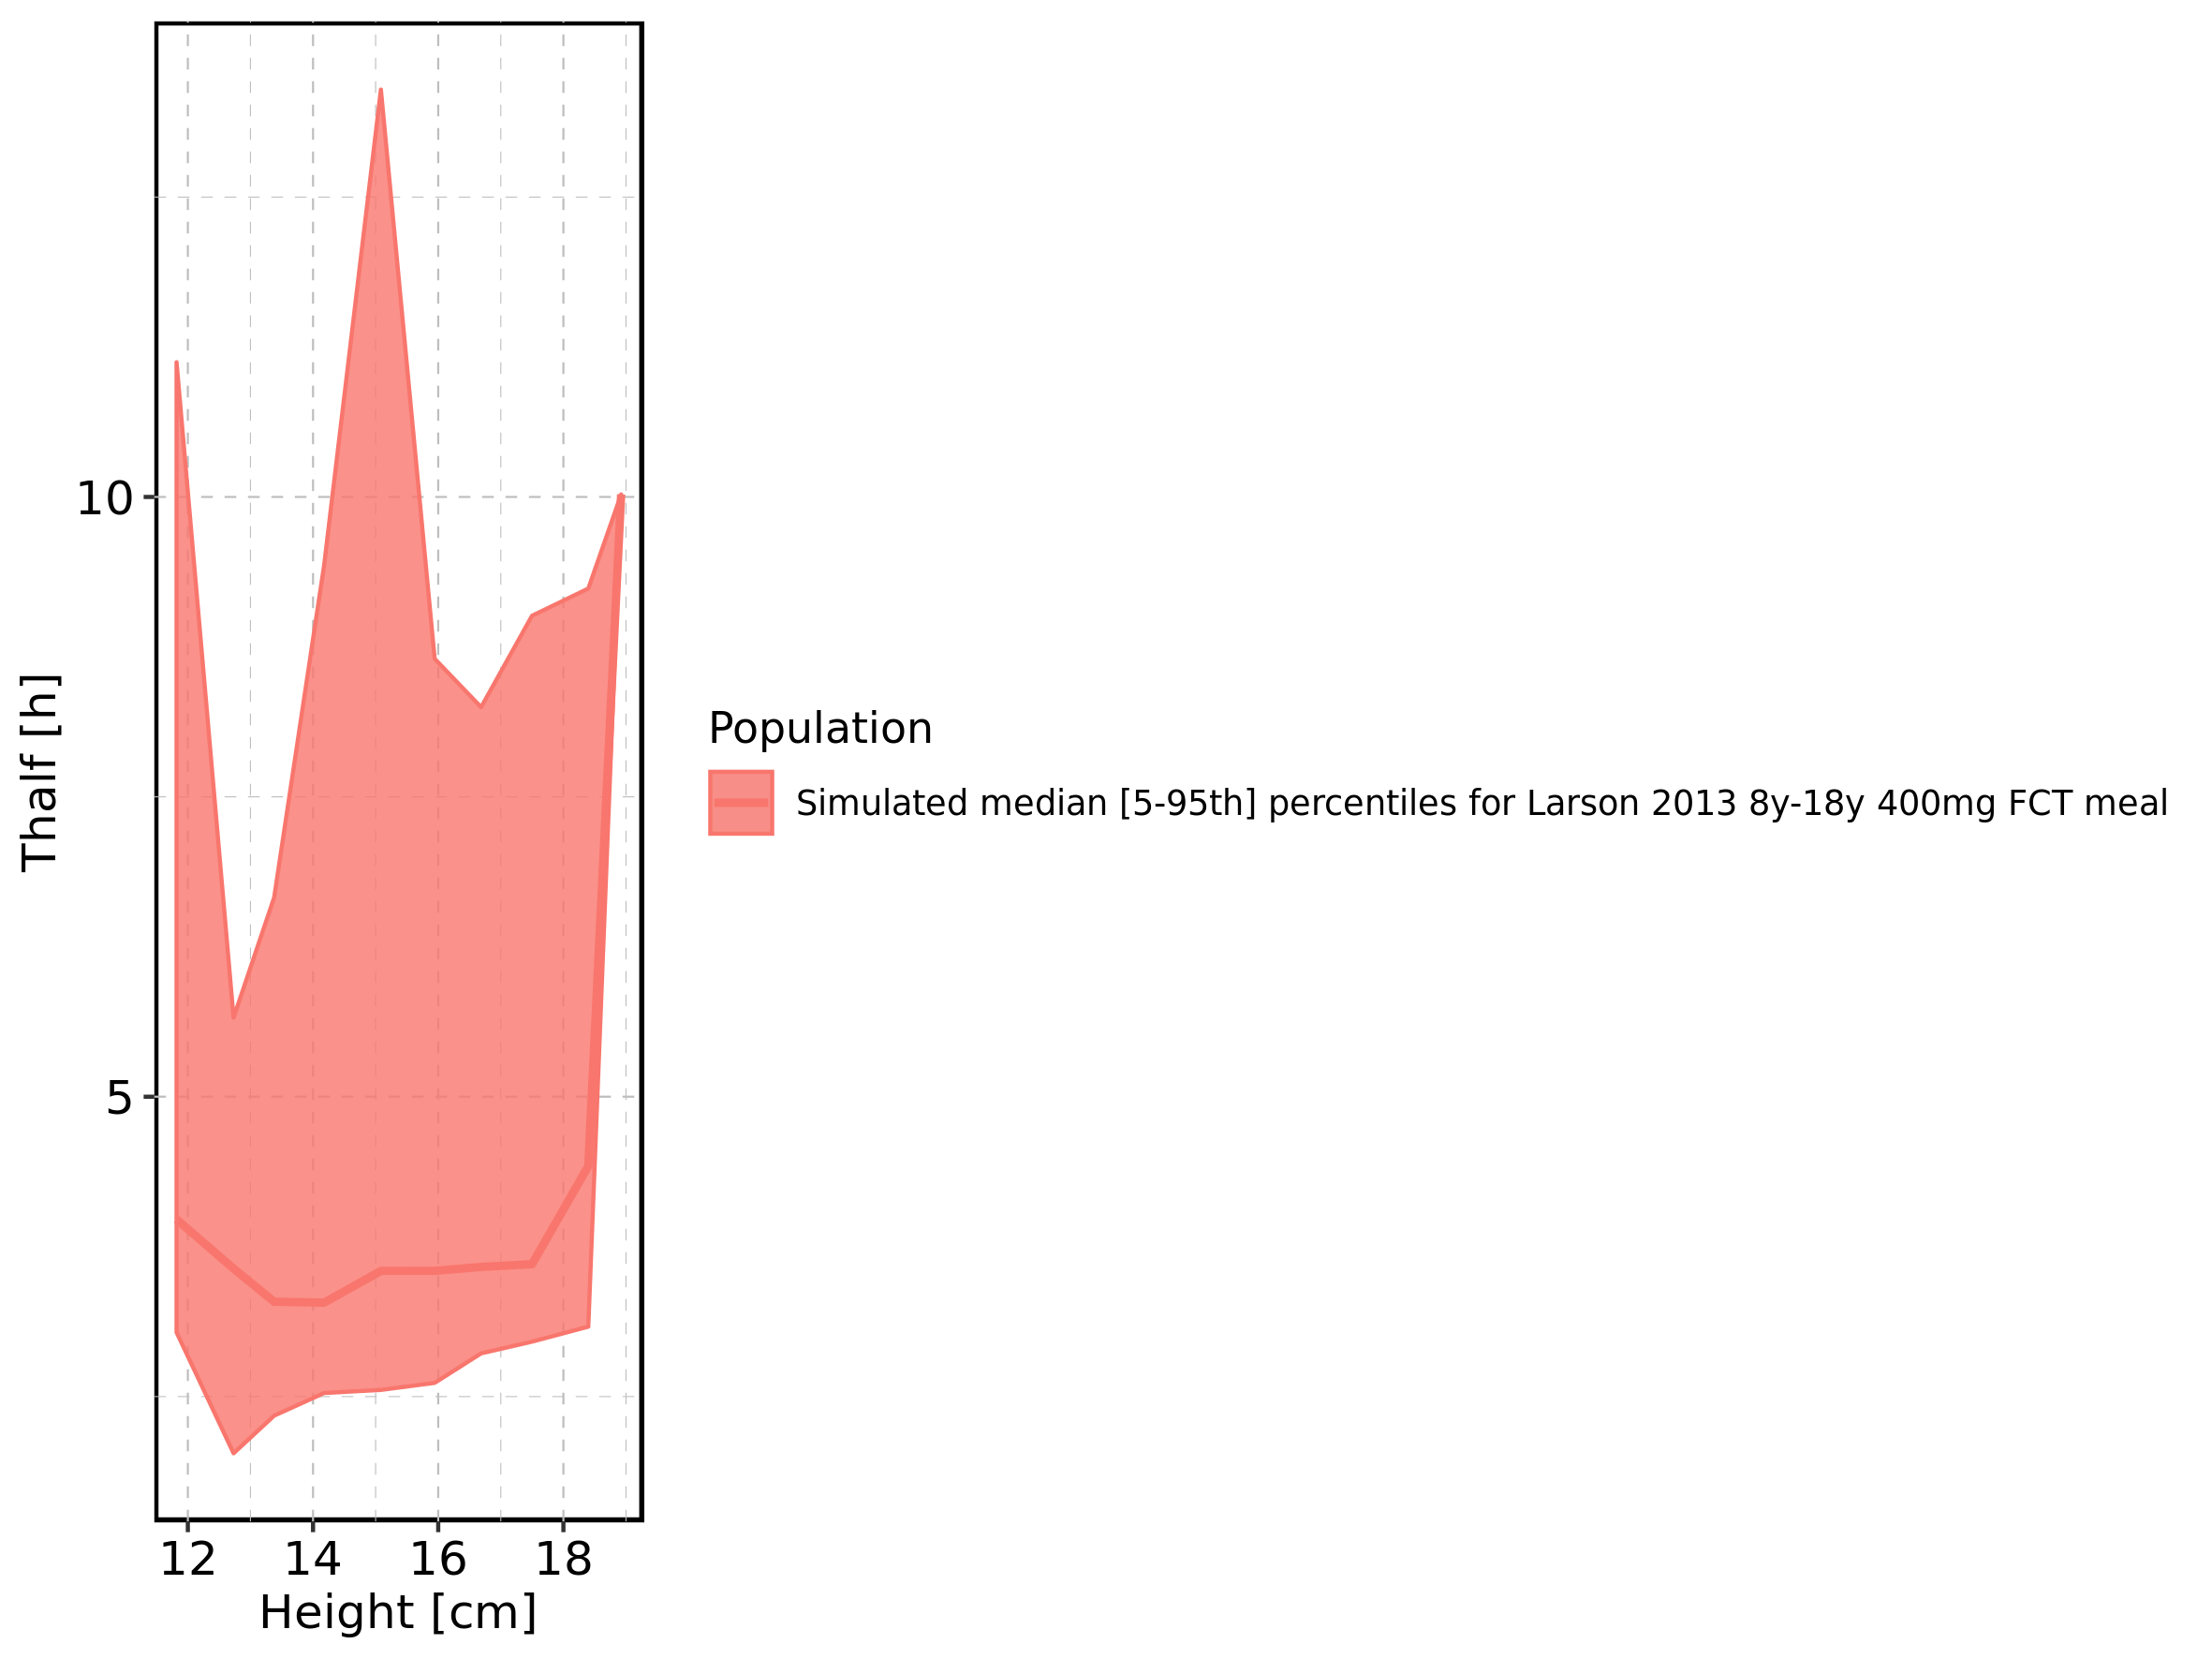 Thalf [h]
10
5
12 14 16 18
Height [cm]
Population
Simulated median [5-95th] percentiles for Larson 2013 8y-18y 400mg FCT meal